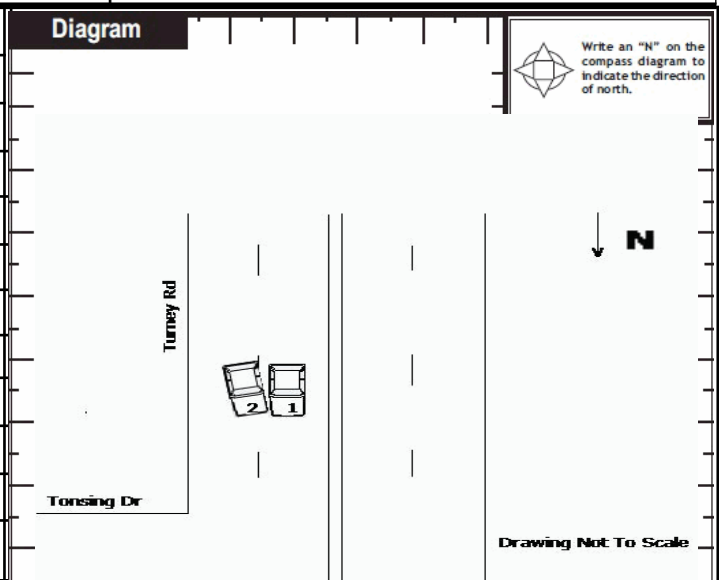 Diagram
Write an “N” on the
compass diagram to
indicate the direction
of north.
N
Turney Rd
2
1
Tonsing Dr
Drawing Not To Scale